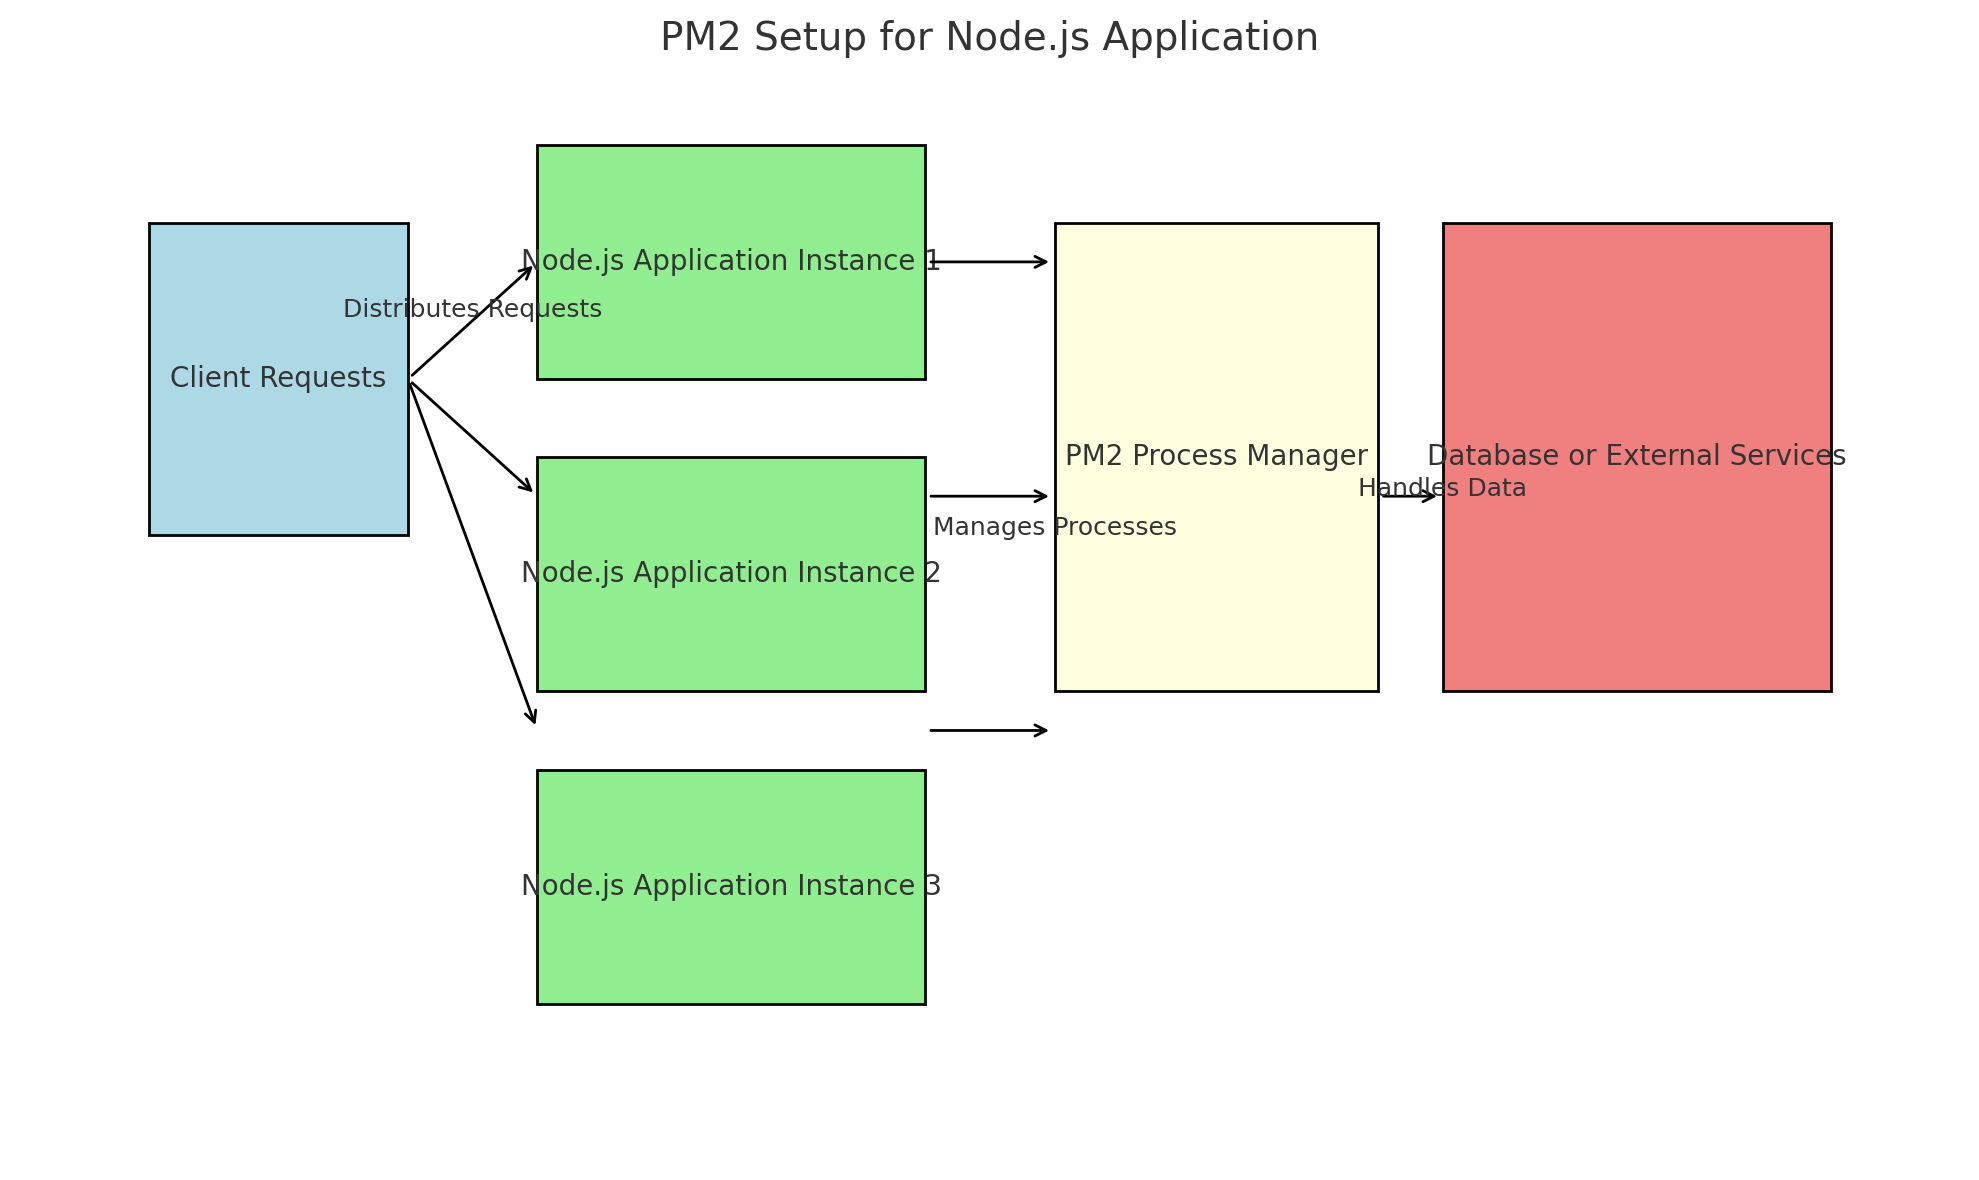 PM2 Setup for Node.js Application
Node.js Application Instance 1
Distributes Requests
Client Requests
PM2 Process Manager
Database or External Services
Handles Data
Manages Processes
Node.js Application Instance 2
Node.js Application Instance 3